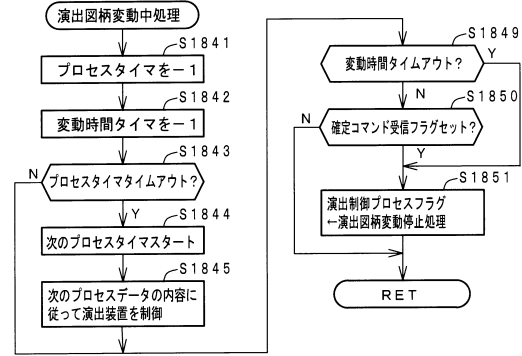 演出図柄変動中処理
S1841
プロセスタイマを－1
S1842
変動時間タイマを－1
S1843
N
プロセスタイマタイムアウト？
Y
S1844
次のプロセスタイマスタート
S1845
次のプロセスデータの内容に
従って演出装置を制御
S1849
変動時間タイムアウト？
Y
N
S1850
N
確定コマンド受信フラグセット？
Y
S1851
演出制御プロセスフラグ
←演出図柄変動停止処理
RET